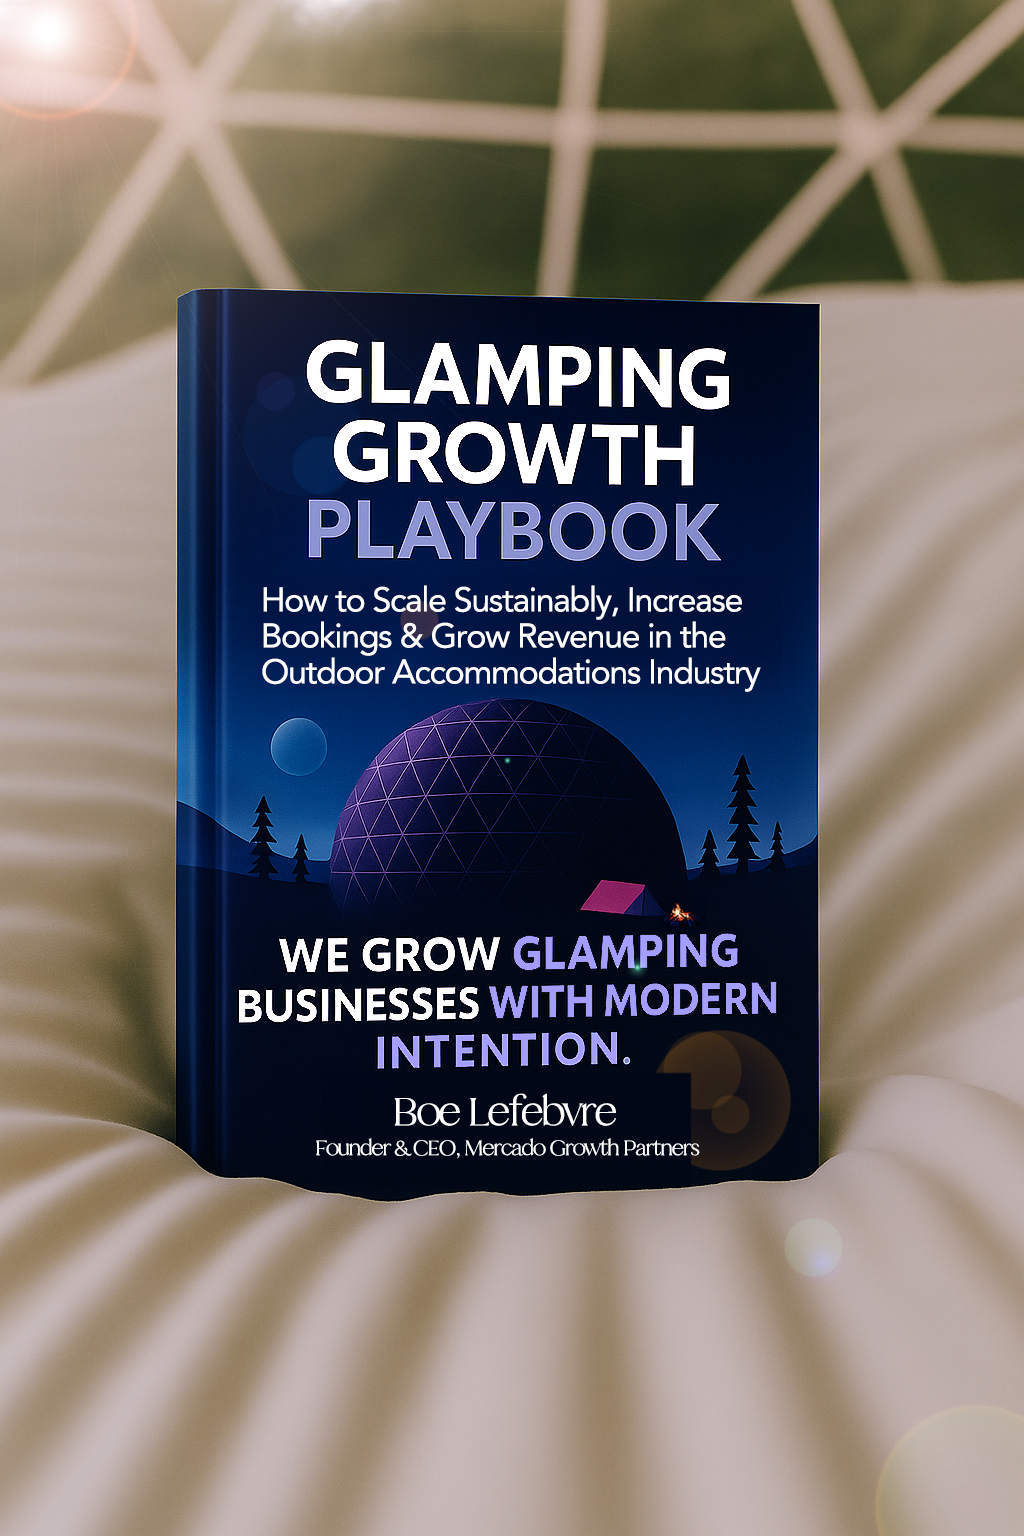 GLAMPING
GROWTH
PLAYBOOK
How to Scale Sustainably, Increase
Bookings & Grow Revenue in the
Outdoor Accommodations Industry
WE GROW GLAMPING
BUSINESSES WITH MODERN
INTENTION.
Boe Lefebvre
Founder & CEO, Mercado Growth Partners